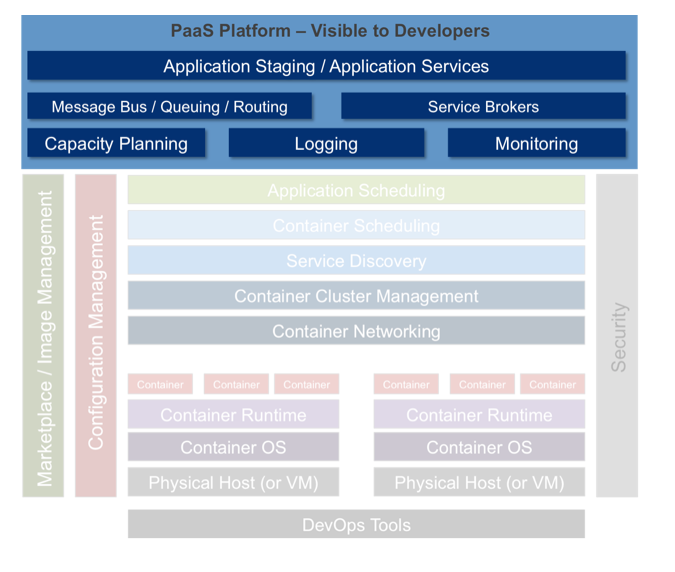 PaaS Platform – Visible to Developers
Application Staging / Application Services
Message Bus / Queuing / Routing
Service Brokers
Capacity Planning
Logging
Monitoring
Marketplace / Image Management
Configuration Management
Application Scheduling
Container Scheduling
Service Discovery
Container Cluster Management
Container Networking
Security
Container
Container
Container
Container
Container
Container
Container Runtime
Container Runtime
Container OS
Container OS
Physical Host (or VM)
Physical Host (or VM)
DevOps Tools